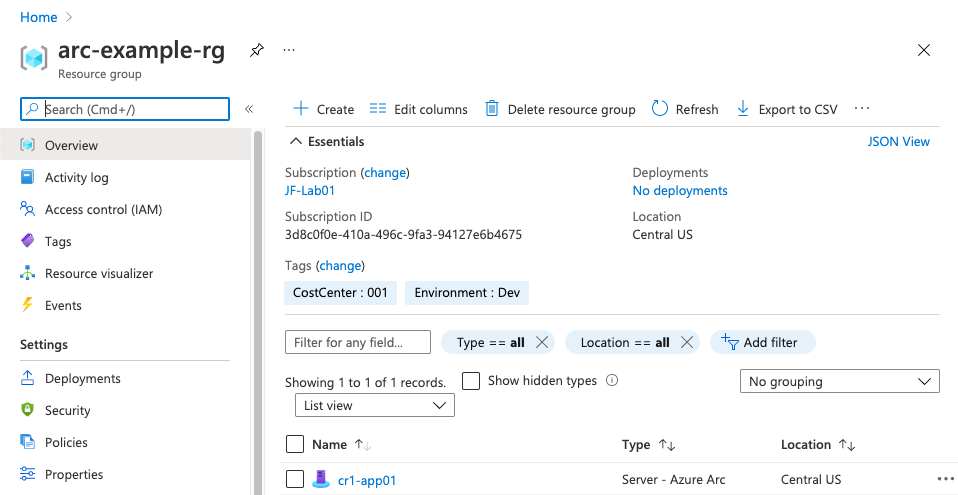 Home
arc-example-rg
Resource group
Search (Cmd+/)
Overview
Activity log
Access control (IAM)
Tags
Resource visualizer
Events
Settings
Deployments
Security
Policies
Properties
Create
Edit columns
Delete resource group
Refresh
Export to CSV
Essentials
JSON View
Subscription (change)
JF-Lab01
Deployments
No deployments
Subscription ID
3d8c0f0e-410a-496c-9fa3-94127e6b4675
Location
Central US
Tags (change)
CostCenter : 001
Environment : Dev
Filter for any field...
Type == all
Location == all
Add filter
Showing 1 to 1 of 1 records.
Show hidden types
No grouping
List view
Name
Type
Location
cr1-app01
Server - Azure Arc
Central US